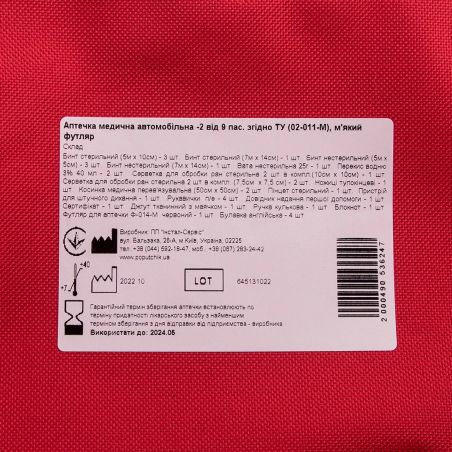 Аптечка медична автомобільна -2 від 9 пас. згідно ТУ (02-011-М), м'який
футляр
Склад
Бинт стерильний (5м х 10см) - 3 шт Бинт стерильний (7м х 14см) - 1 шт Бинт нестерильний (5м х
5см) - 3 шт Бинт нестерильний (7м х 14см) - 1 шт Вата нестерильна 25г - 1 шт Перекис водню
3% 40 мл - 2 шт Серветка для обробки ран стерильна 2 шт в компл.(10см х 10см) - 1 шт
Серветка для обробки ран стерильна 2 шт в компл. (7.5см х 7,5 см) - 2 шт Ножиці тупокінцеві - 1
шт Косинка медична перев'язувальна (50см х 50см) - 2 шт Пінцет стерильний - 1 шт Пристрій
для штучного дихання - 1 шт Рукавички п/е - 4 шт Довідник надання першої допомоги - 1 шт
Сертифікат - 1 шт Джгут тканинний з маячком - 1 шт Ручка кулькова - 1 шт Блокнот - 1 шт
Футляр для аптечки Ф-014-М червоний - 1 шт Булавка англійська - 4 шт
Виробник: ПП "Інстал-Сервіс"
вул. Бальзака, 28-А, м Київ, Україна, 02225
тел.+38 (044) 592-18-47, моб.+38 (067) 283-24-42
www.poputchik.ua
+40
+7
2022 10
LOT
645131022
Гарантійний термін зберігання аптечки встановлюють по
терміну придатності лікарського засобу з найменшим
терміном зберігання з дня відправки від підприємства - виробника
Використати до: 2024.06
2 000490 536247